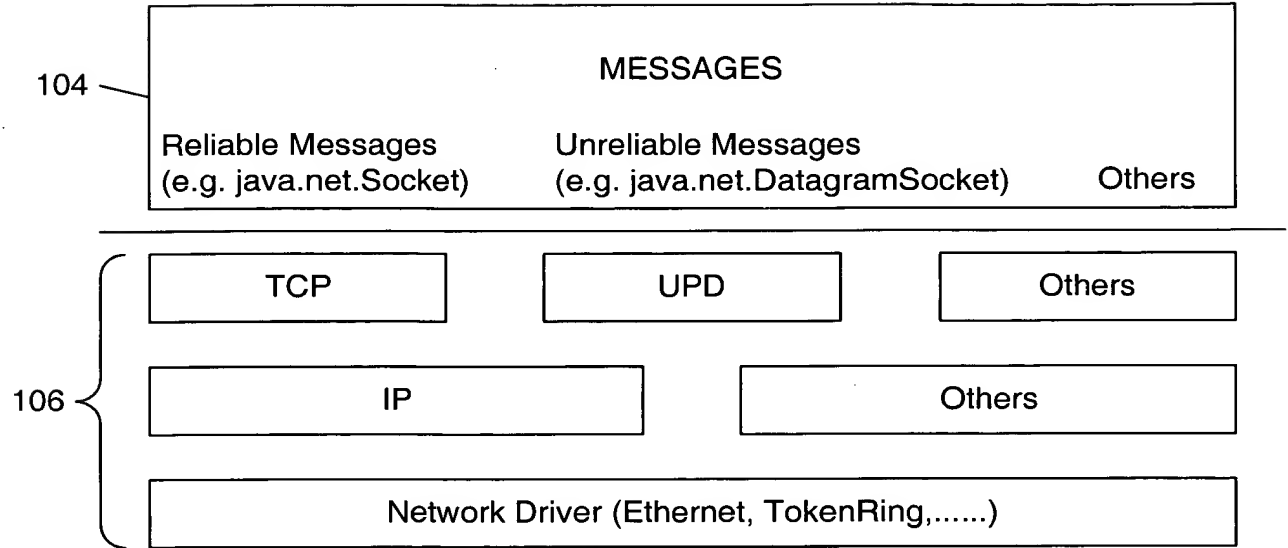 MESSAGES
104
Reliable Messages
(e.g. java.net.Socket)
Unreliable Messages
(e.g. java.net.DatagramSocket)
Others
TCP
UPD
Others
106
IP
Others
Network Driver (Ethernet, TokenRing,......)